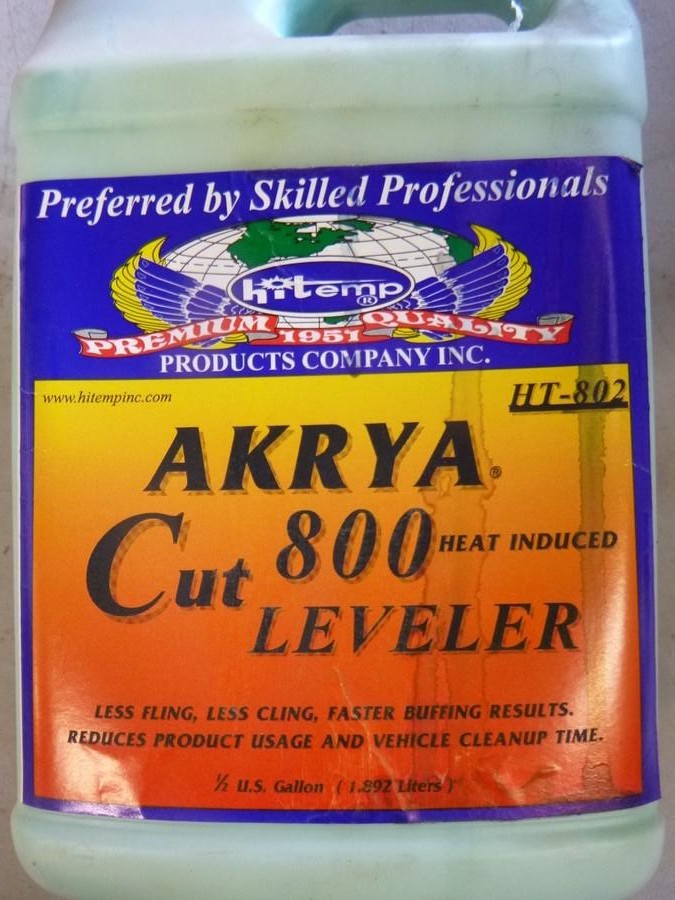 Preferred by Skilled Professionals
hitemp®
PREMIUM 1951 QUALITY
PRODUCTS COMPANY INC.
www.hitempinc.com
HT-802
AKRYA®
Cut 800 HEAT INDUCED
LEVELER
LESS FLING, LESS CLING, FASTER BUFFING RESULTS.
REDUCES PRODUCT USAGE AND VEHICLE CLEANUP TIME.
½ U.S. Gallon ( 1.892 Liters )